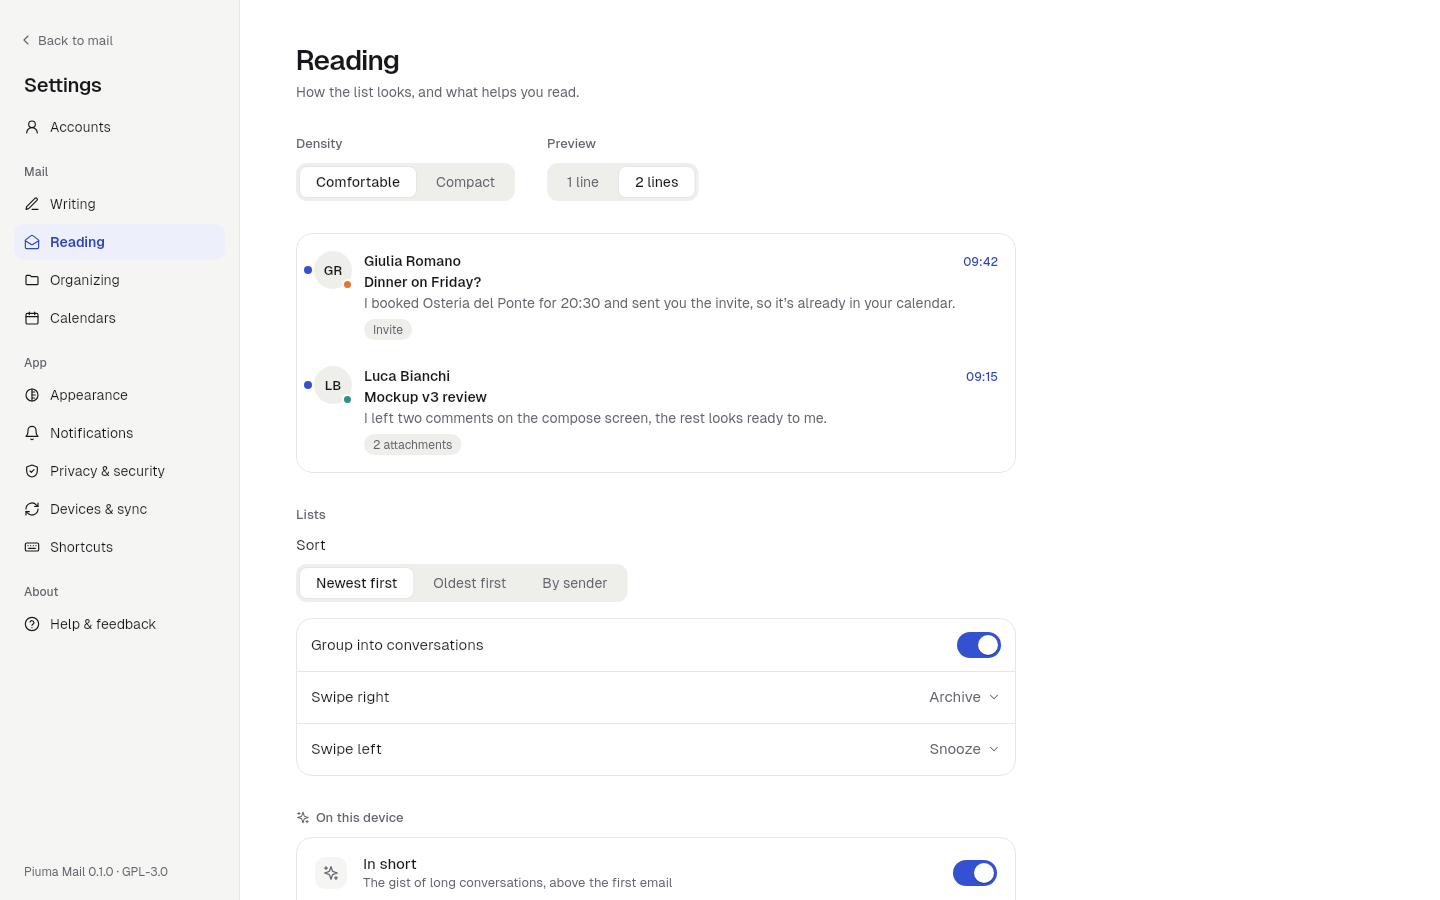 Back to mail
Settings
Accounts
Mail
Writing
Reading
Organizing
Calendars
App
Appearance
Notifications
Privacy & security
Devices & sync
Shortcuts
About
Help & feedback
Piuma Mail 0.1.0 · GPL-3.0
Reading
How the list looks, and what helps you read.
Density
Comfortable Compact
Preview
1 line 2 lines
GR
Giulia Romano 09:42
Dinner on Friday?
I booked Osteria del Ponte for 20:30 and sent you the invite, so it's already in your calendar.
Invite
LB
Luca Bianchi 09:15
Mockup v3 review
I left two comments on the compose screen, the rest looks ready to me.
2 attachments
Lists
Sort
Newest first Oldest first By sender
Group into conversations
Swipe right Archive
Swipe left Snooze
On this device
In short
The gist of long conversations, above the first email